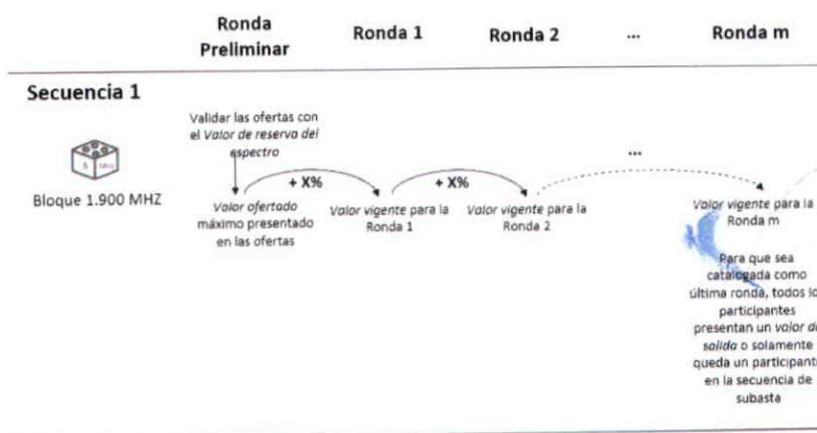 Ronda
Preliminar
Ronda 1
Ronda 2
...
Ronda m
Secuencia 1
Validar las ofertas con
el Valor de reserva del
espectro
Bloque 1.900 MHZ
+ X%
+ X%
...
Valor ofertado
máximo presentado
en las ofertas
Valor vigente para la
Ronda 1
Valor vigente para la
Ronda 2
Valor vigente para la
Ronda m
Para que sea
catalogada como
última ronda, todos lo
participantes
presentan un valor de
salida o solamente
queda un participante
en la secuencia de
subasta